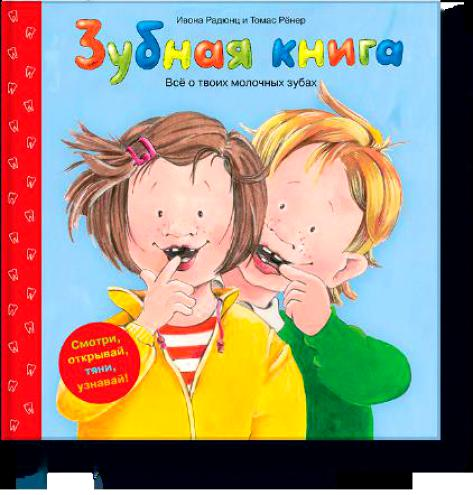 Ивона Радюнц и Томас Рёнер
Зубная книга
Всё о твоих молочных зубах
Смотри,
открывай,
тяни,
узнавай!